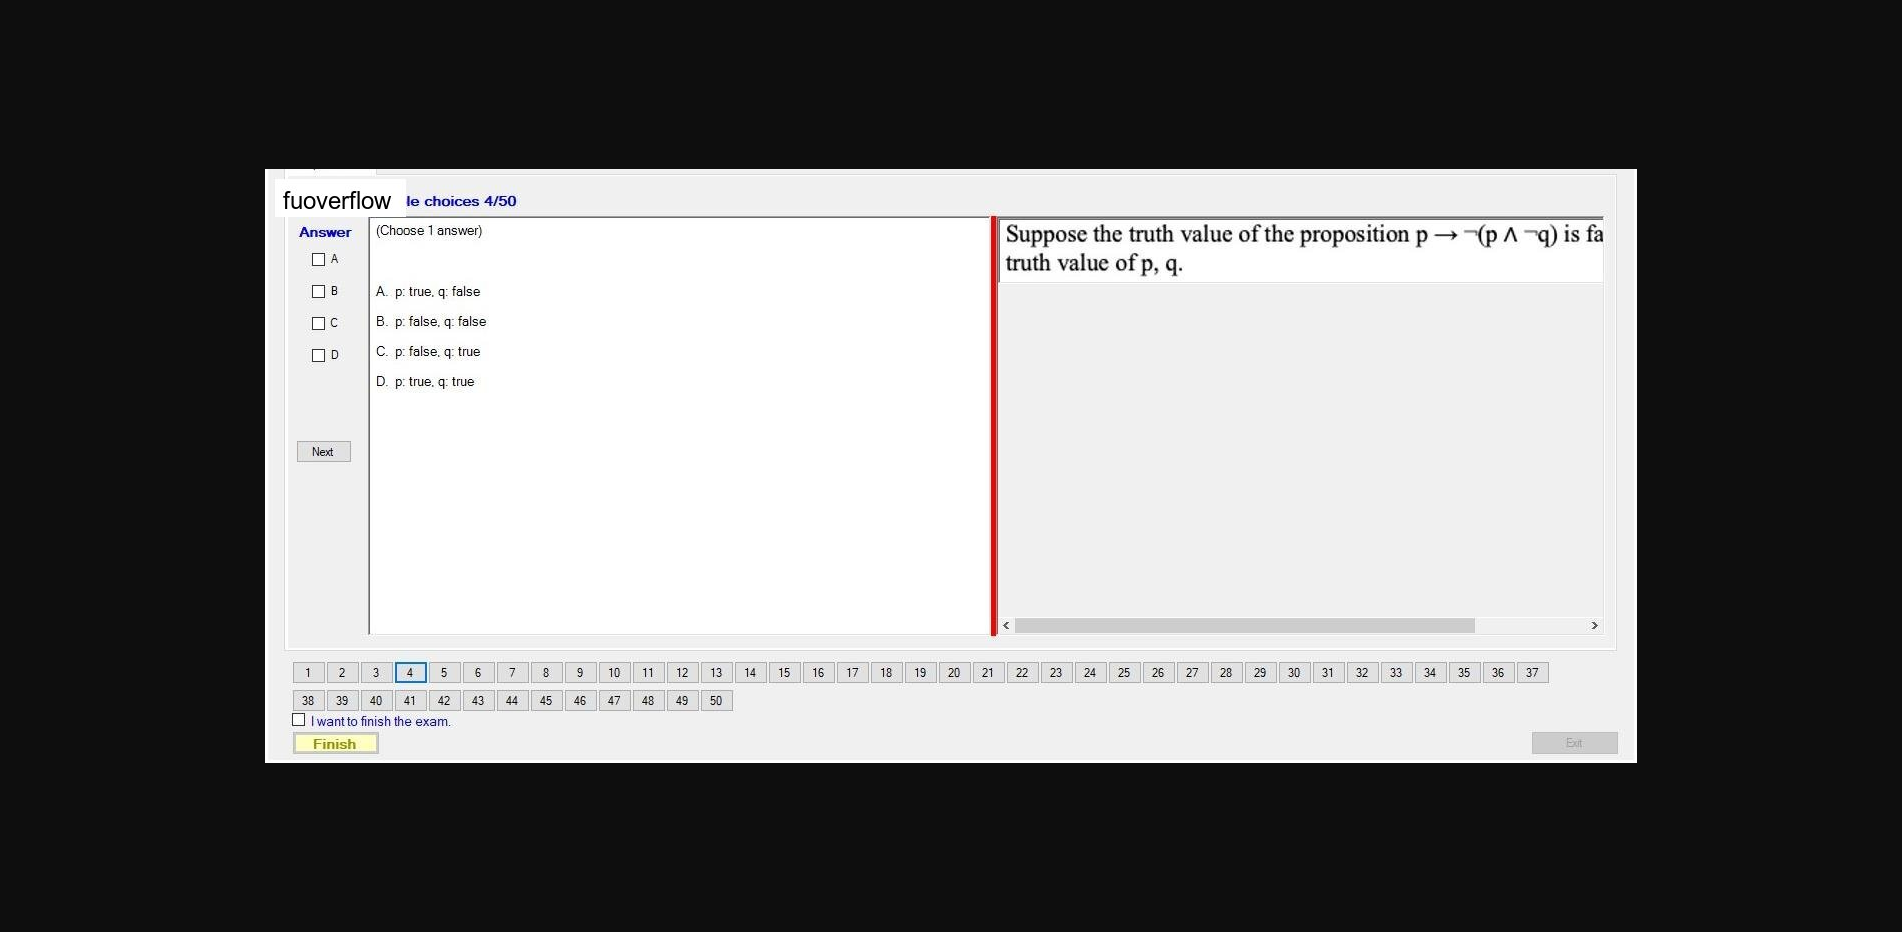 fuoverflow
le choices 4/50
Answer
(Choose 1 answer)
A
B
C
D
A. p: true, q: false
B. p: false, q: false
C. p: false, q: true
D. p: true, q: true
Next
Suppose the truth value of the proposition p → ¬(p ∧ ¬q) is fa
truth value of p, q.
1 2 3 4 5 6 7 8 9 10 11 12 13 14 15 16 17 18 19 20 21 22 23 24 25 26 27 28 29 30 31 32 33 34 35 36 37
38 39 40 41 42 43 44 45 46 47 48 49 50
I want to finish the exam.
Finish
Exit